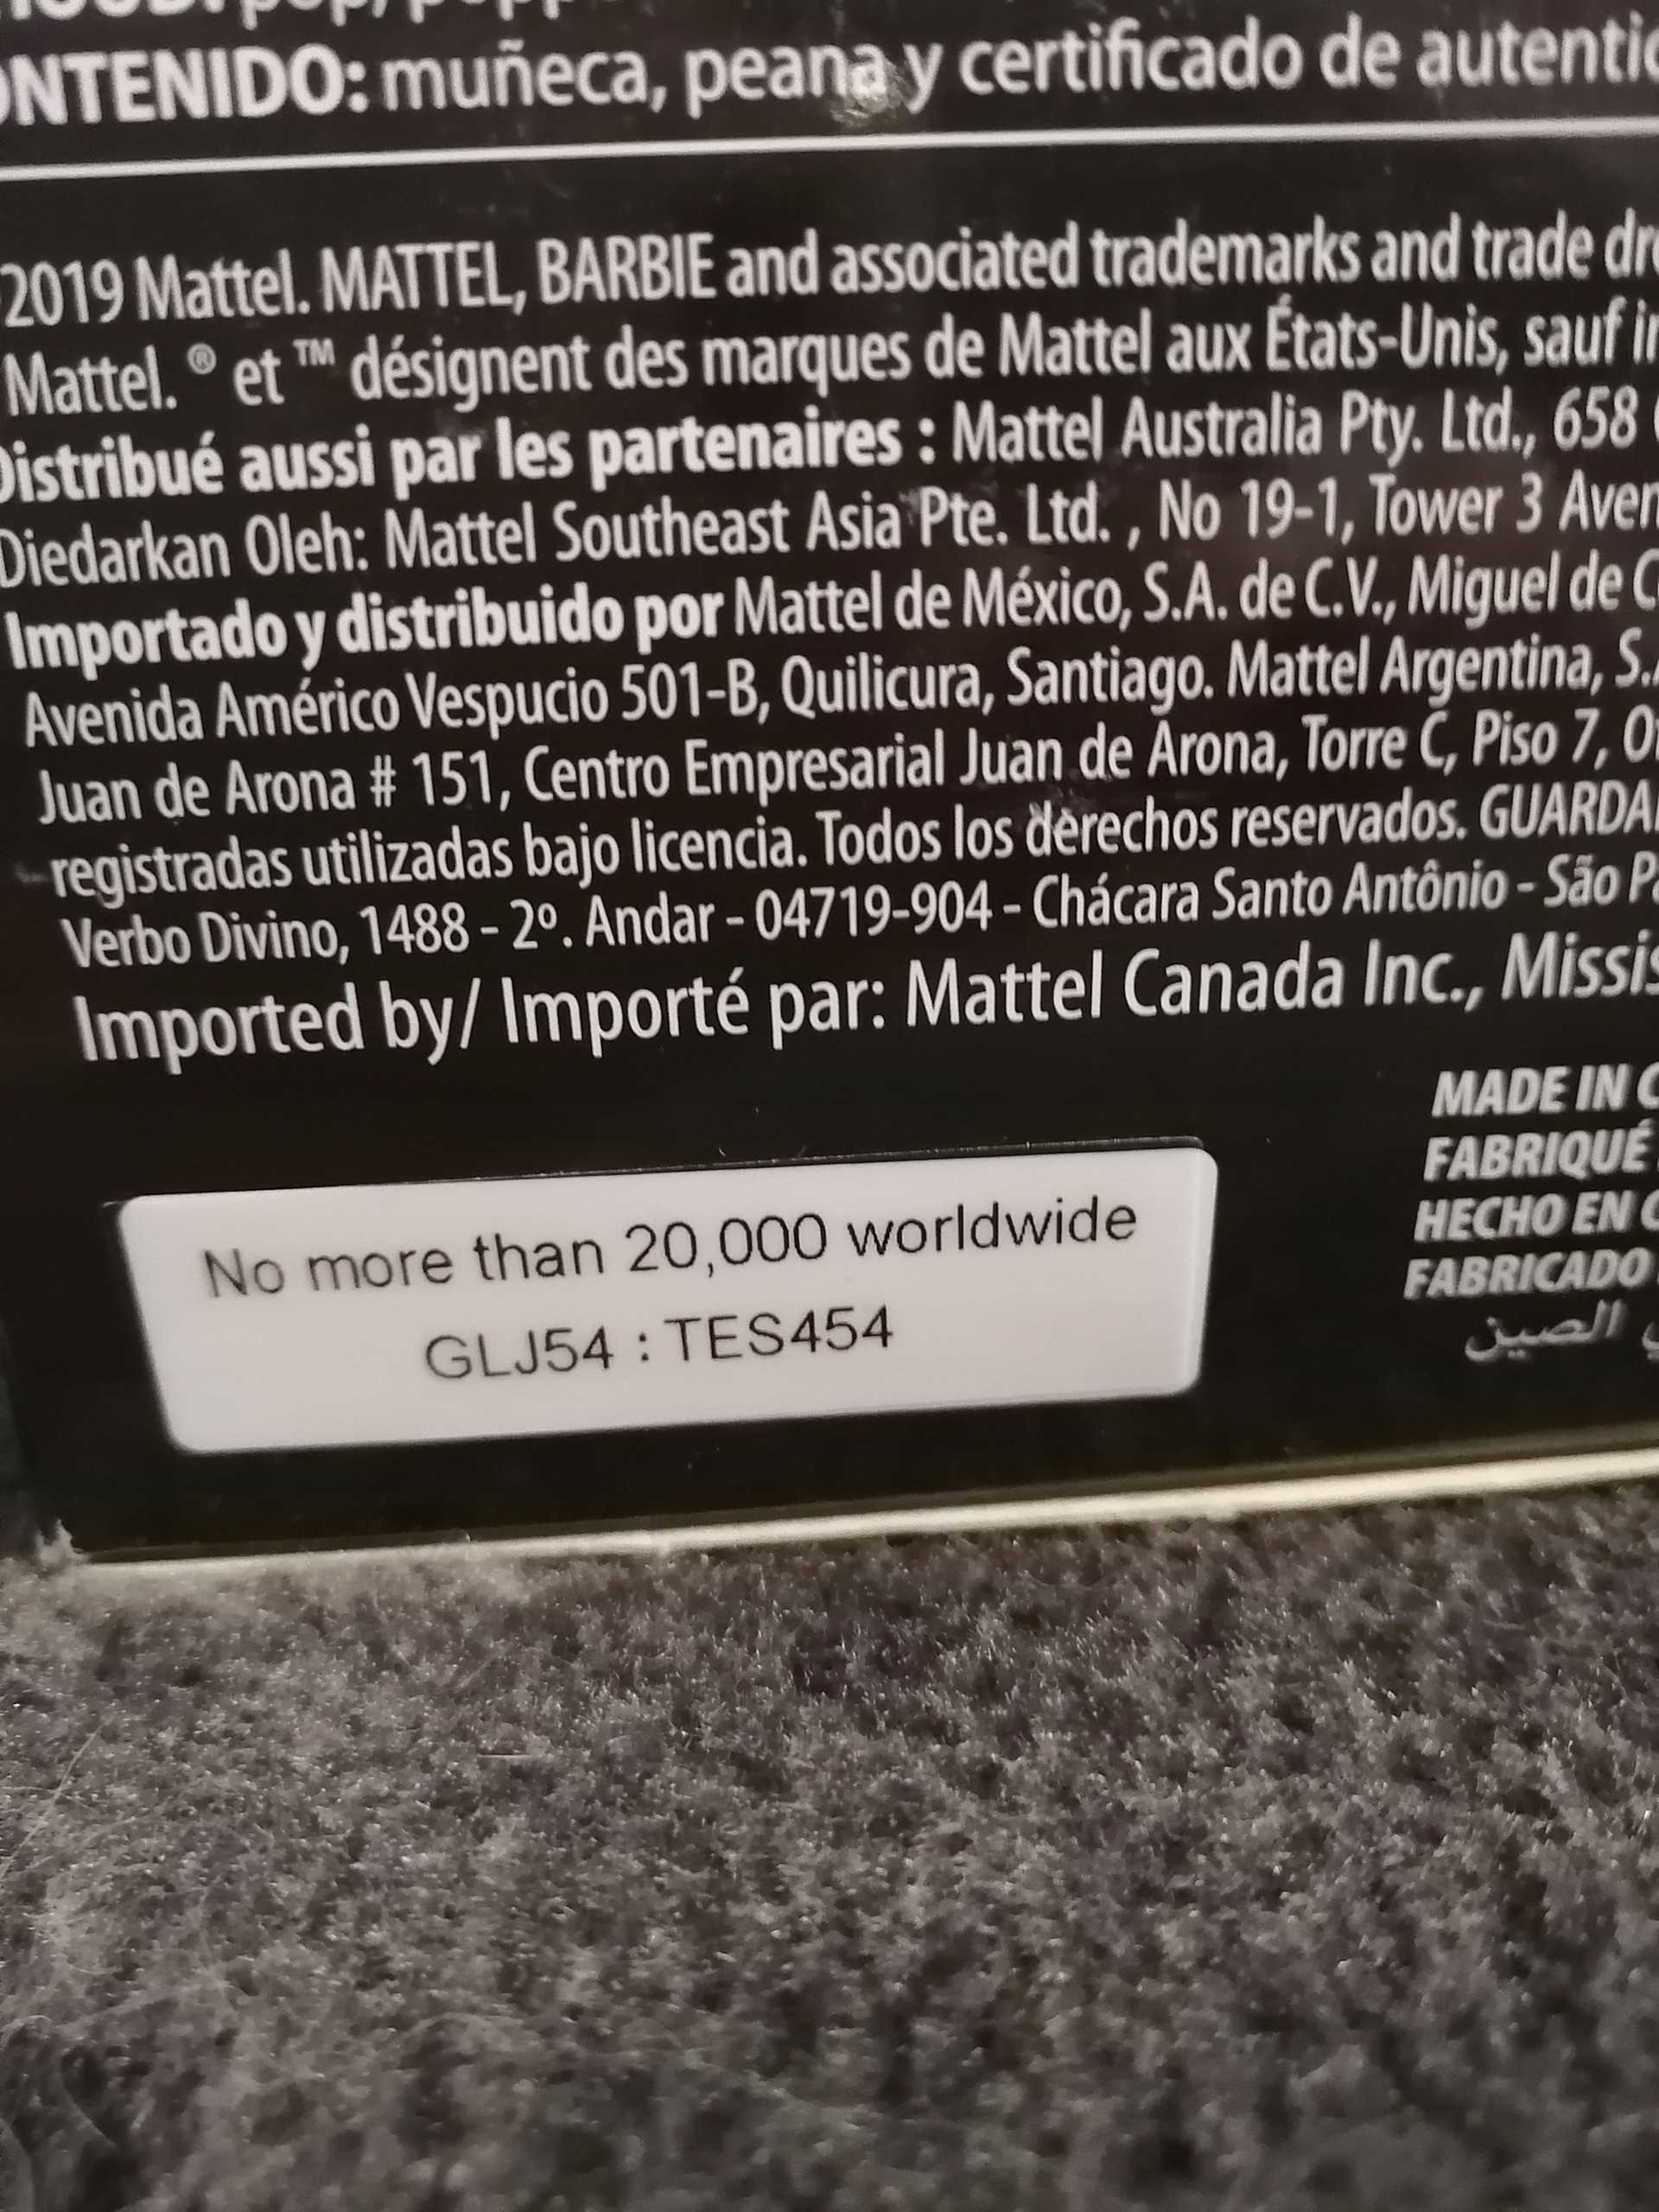 CONTENIDO: muñeca, peana y certificado de
2019 Mattel. MATTEL, BARBIE and associated trademarks and trade
Mattel. ® et ™ désignent des marques de Mattel aux États-Unis, sauf
Distribué aussi par les partenaires : Mattel Australia Pty. Ltd., 658
Diedarkan Oleh: Mattel Southeast Asia Pte. Ltd. , No 19-1, Tower 3
Importado y distribuido por Mattel de México, S.A. de C.V., Miguel de
Avenida Américo Vespucio 501-B, Quilicura, Santiago. Mattel Argentina,
Juan de Arona # 151, Centro Empresarial Juan de Arona, Torre C, Piso 7,
registradas utilizadas bajo licencia. Todos los derechos reservados.
Verbo Divino, 1488 - 2º. Andar - 04719-904 - Chácara Santo Antônio - São
Imported by/ Importé par: Mattel Canada Inc.,
MADE IN
FABRIQUÉ
HECHO EN
FABRICADO
الصين
No more than 20,000 worldwide
GLJ54 : TES454